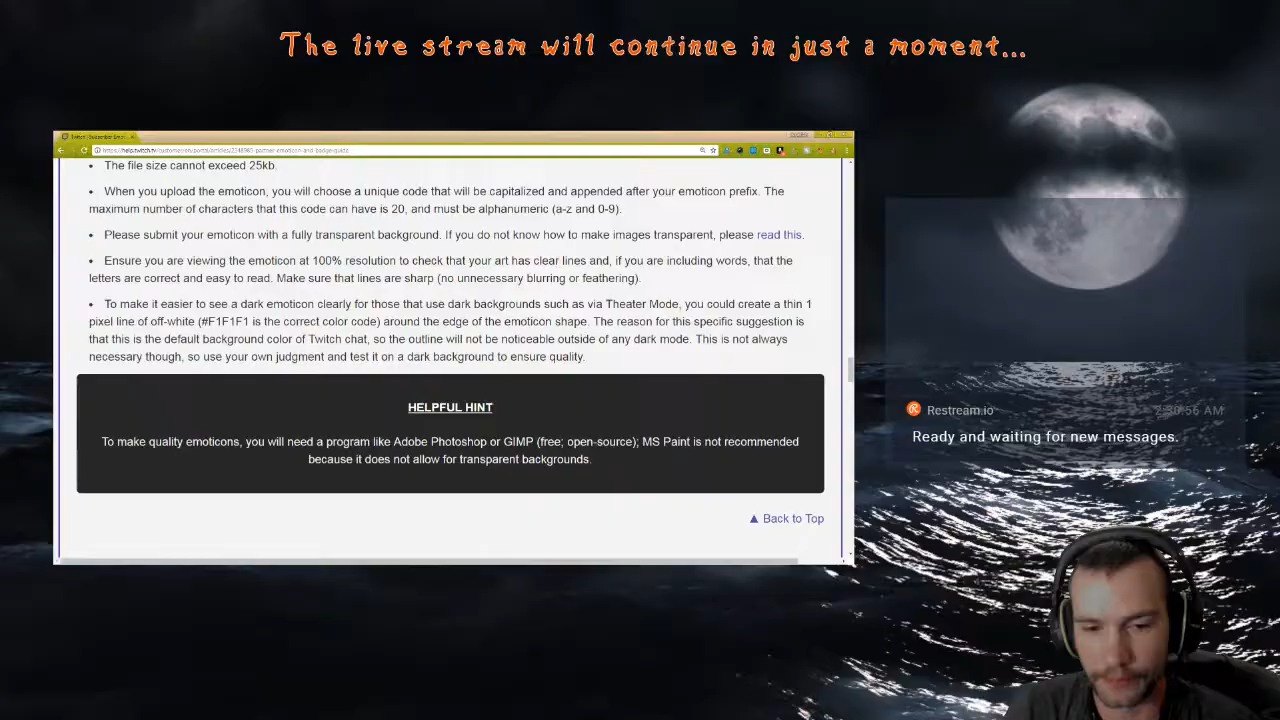 The live stream will continue in just a moment...
The file size cannot exceed 25kb.
When you upload the emoticon, you will choose a unique code that will be capitalized and appended after your emoticon prefix. The
maximum number of characters that this code can have is 20, and must be alphanumeric (a-z and 0-9).
Please submit your emoticon with a fully transparent background. If you do not know how to make images transparent, please read this.
Ensure you are viewing the emoticon at 100% resolution to check that your art has clear lines and, if you are including words, that the
letters are correct and easy to read. Make sure that lines are sharp (no unnecessary blurring or feathering).
To make it easier to see a dark emoticon clearly for those that use dark backgrounds such as via Theater Mode, you could create a thin 1
pixel line of off-white (#F1F1F1 is the correct color code) around the edge of the emoticon shape. The reason for this specific suggestion is
that this is the default background color of Twitch chat, so the outline will not be noticeable outside of any dark mode. This is not always
necessary though, so use your own judgment and test it on a dark background to ensure quality.
HELPFUL HINT
To make quality emoticons, you will need a program like Adobe Photoshop or GIMP (free; open-source); MS Paint is not recommended
because it does not allow for transparent backgrounds.
▲ Back to Top
Restream.io
Ready and waiting for new messages.